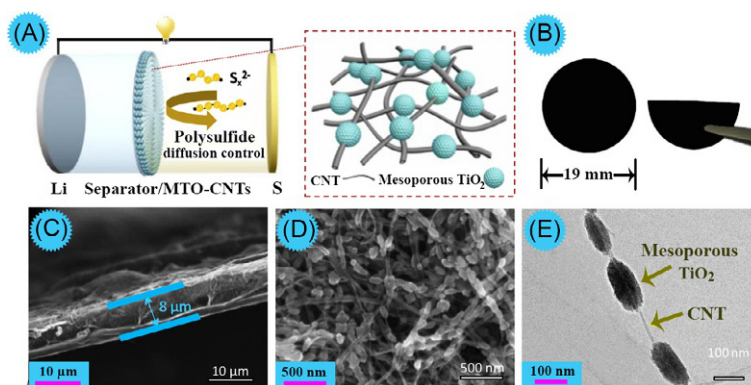 (A)
Sₓ²⁻
Polysulfide
diffusion control
Li Separator/MTO-CNTs S
CNT Mesoporous TiO₂
(B)
19 mm
(C)
8 μm
10 μm
10 μm
(D)
500 nm
500 nm
(E)
Mesoporous
TiO₂
CNT
100 nm
100 nm